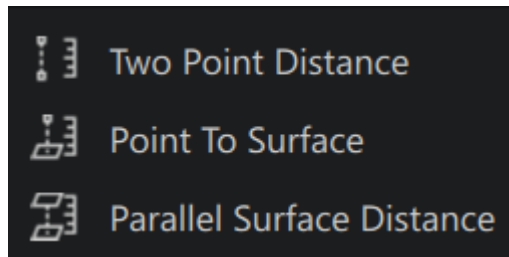 Two Point Distance
Point To Surface
Parallel Surface Distance